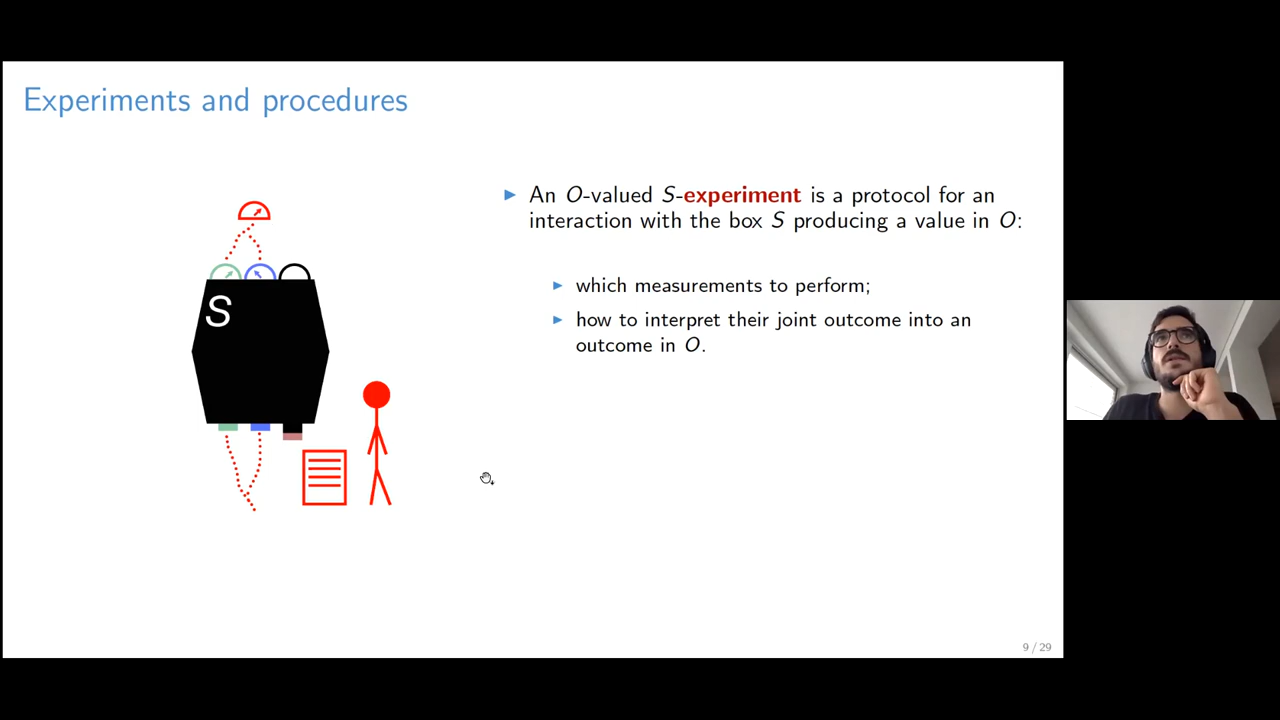 Experiments and procedures
An O-valued S-experiment is a protocol for an
interaction with the box S producing a value in O:
which measurements to perform;
how to interpret their joint outcome into an
outcome in O.
S
9 / 29